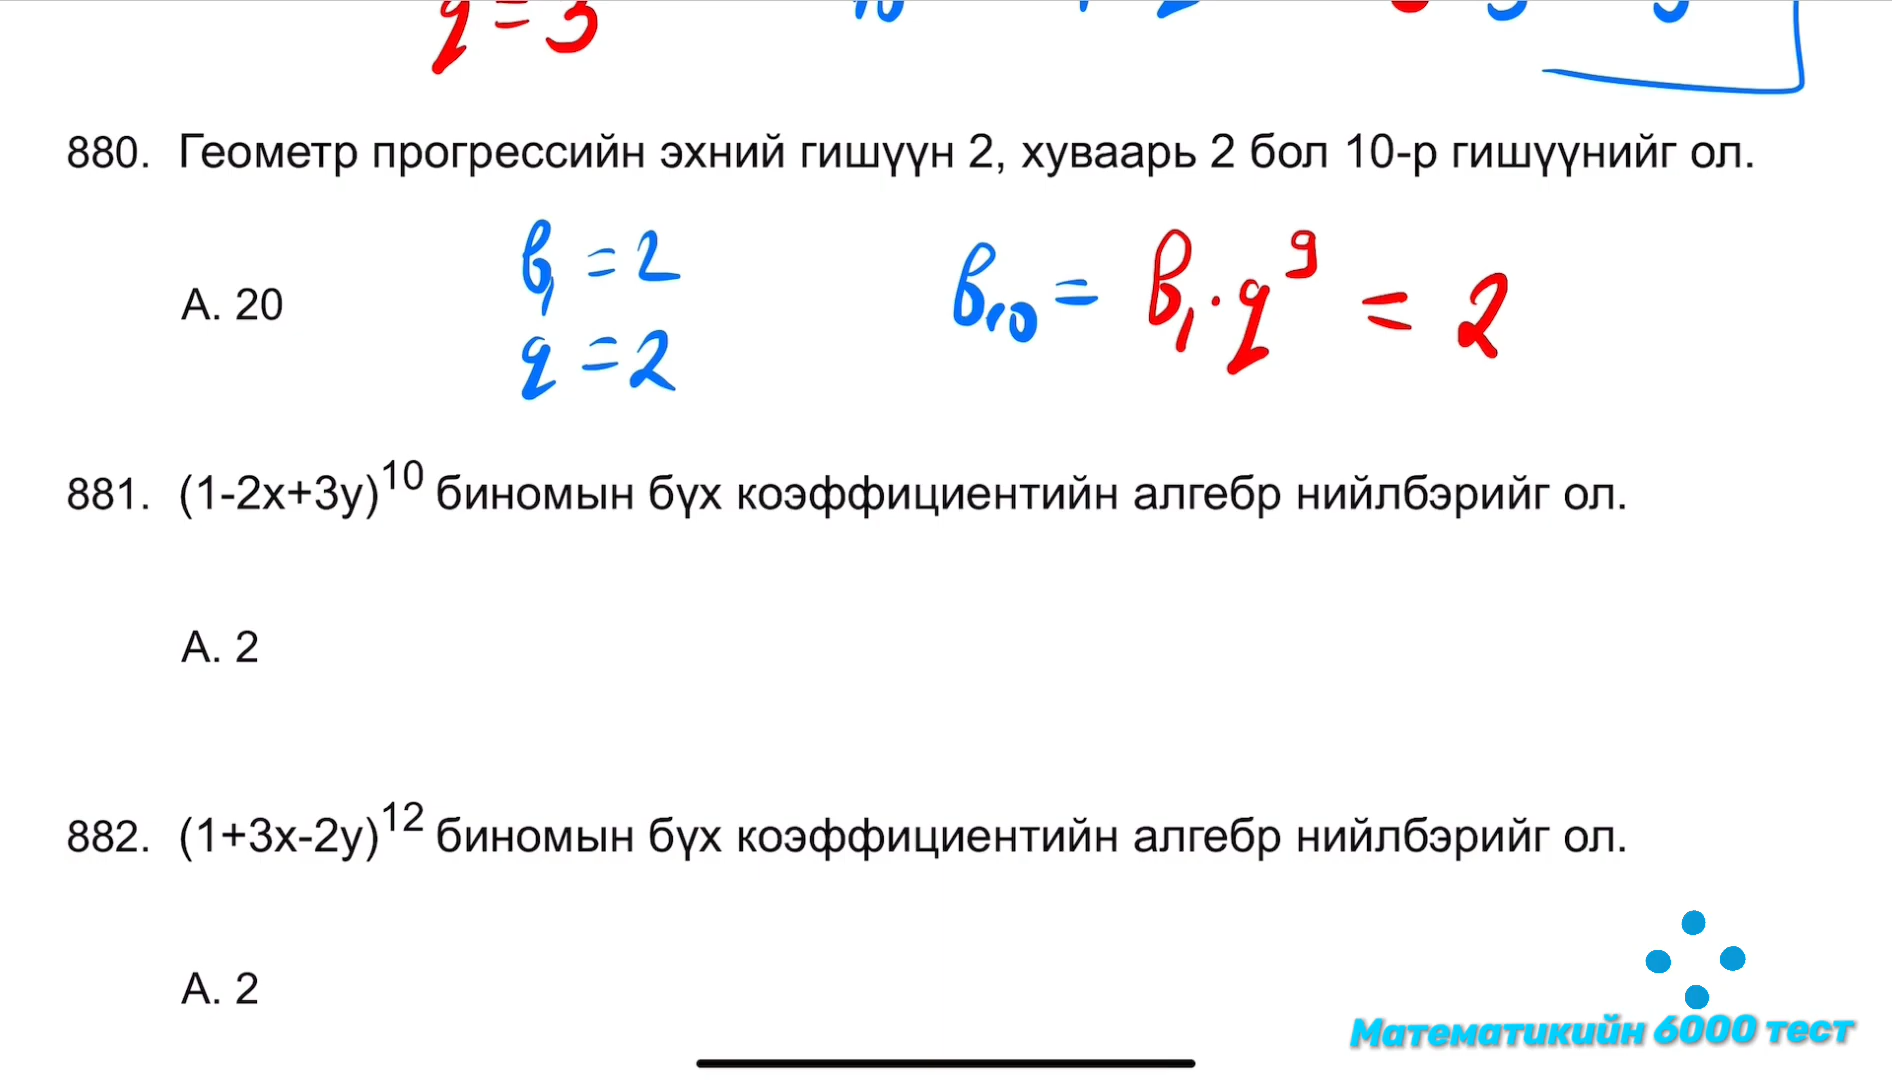 q = 3
880. Геометр прогрессийн эхний гишүүн 2, хуваарь 2 бол 10-р гишүүнийг ол.
b₁ = 2
b₁₀ = b₁ · q⁹ = 2
A. 20
q = 2
881. (1-2x+3y)¹⁰ биномын бүх коэффициентийн алгебр нийлбэрийг ол.
A. 2
882. (1+3x-2y)¹² биномын бүх коэффициентийн алгебр нийлбэрийг ол.
A. 2
Математикийн 6000 тест